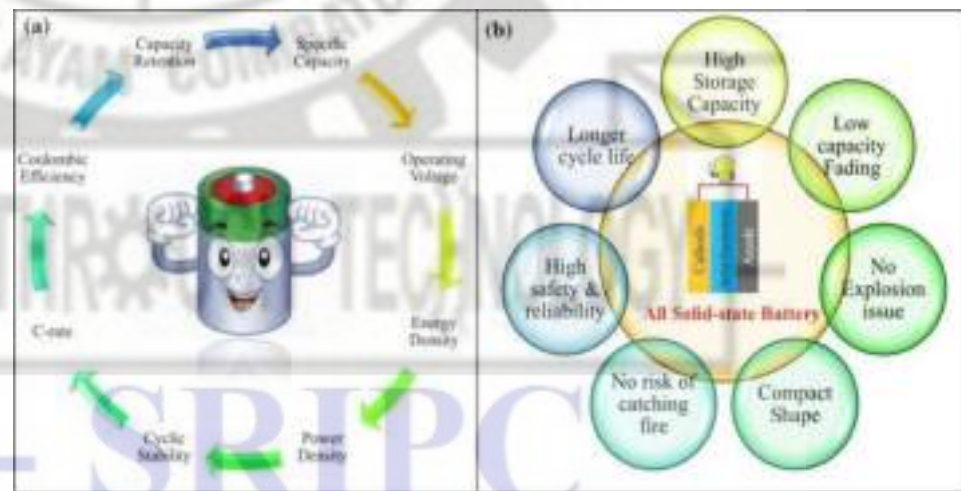 (a)
Capacity
Retention
Specific
Capacity
Operating
Voltage
Energy
Density
Power
Density
Cyclic
Stability
C-rate
Coulombic
Efficiency
(b)
High
Storage
Capacity
Low
capacity
Fading
No
Explosion
issue
Compact
Shape
No risk of
catching
fire
High
safety &
reliability
Longer
cycle life
Cathode
Anode
All Solid-state Battery
TECHNOLOGY
- SRIPC